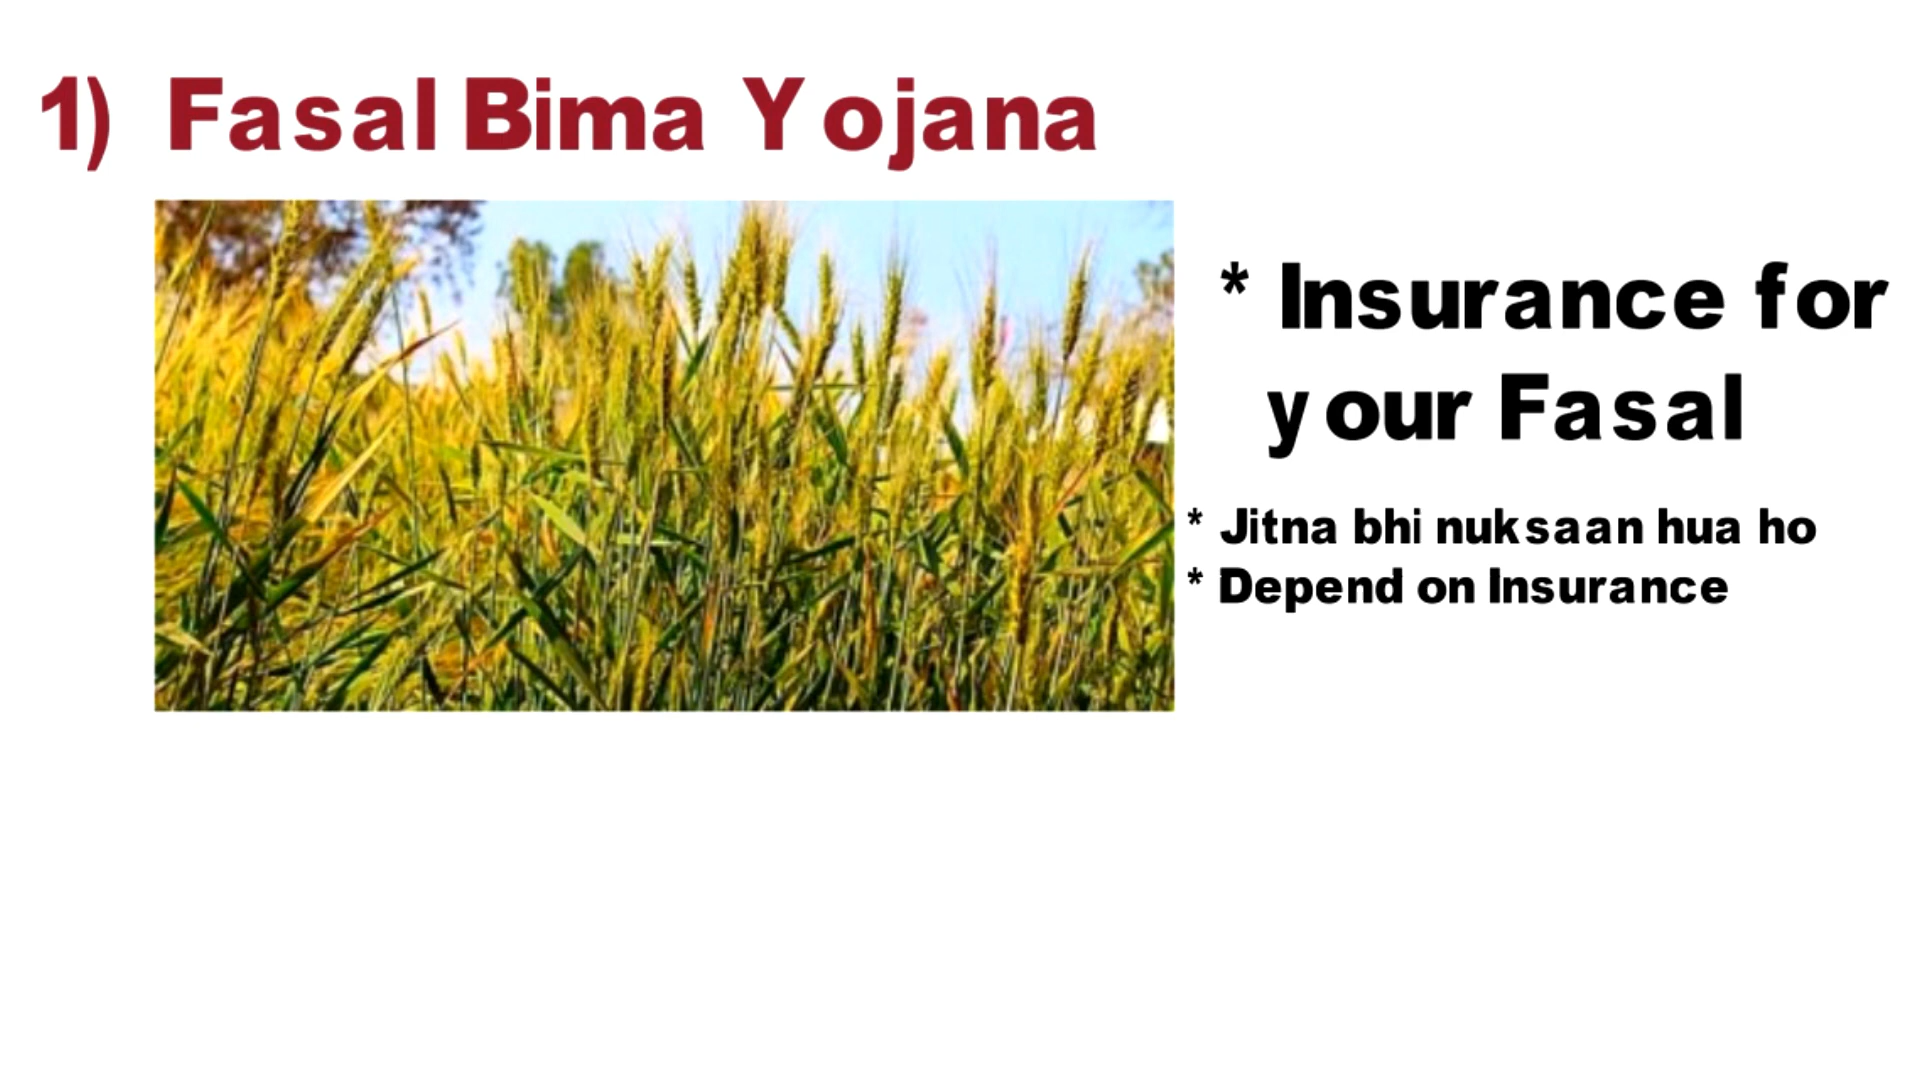 1) Fasal Bima Yojana
* Insurance for
your Fasal
* Jitna bhi nuksaan hua ho
* Depend on Insurance